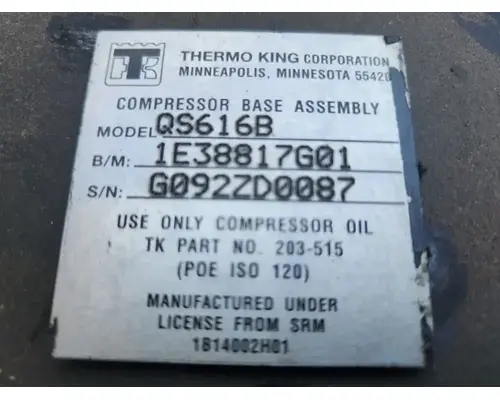 THERMO KING CORPORATION
MINNEAPOLIS, MINNESOTA 55420
COMPRESSOR BASE ASSEMBLY
MODEL QS616B
B/M: 1E38817G01
S/N: G092ZD0087
USE ONLY COMPRESSOR OIL
TK PART NO. 203-515
(POE ISO 120)
MANUFACTURED UNDER
LICENSE FROM SRM
1B14002H01